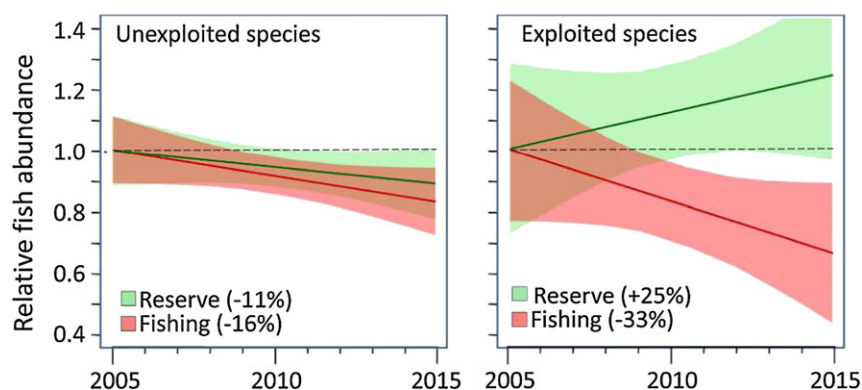 Unexploited species
Exploited species
Relative fish abundance
1.4
1.2
1.0
0.8
0.6
0.4
Reserve (-11%)
Fishing (-16%)
Reserve (+25%)
Fishing (-33%)
2005
2010
2015
2005
2010
2015